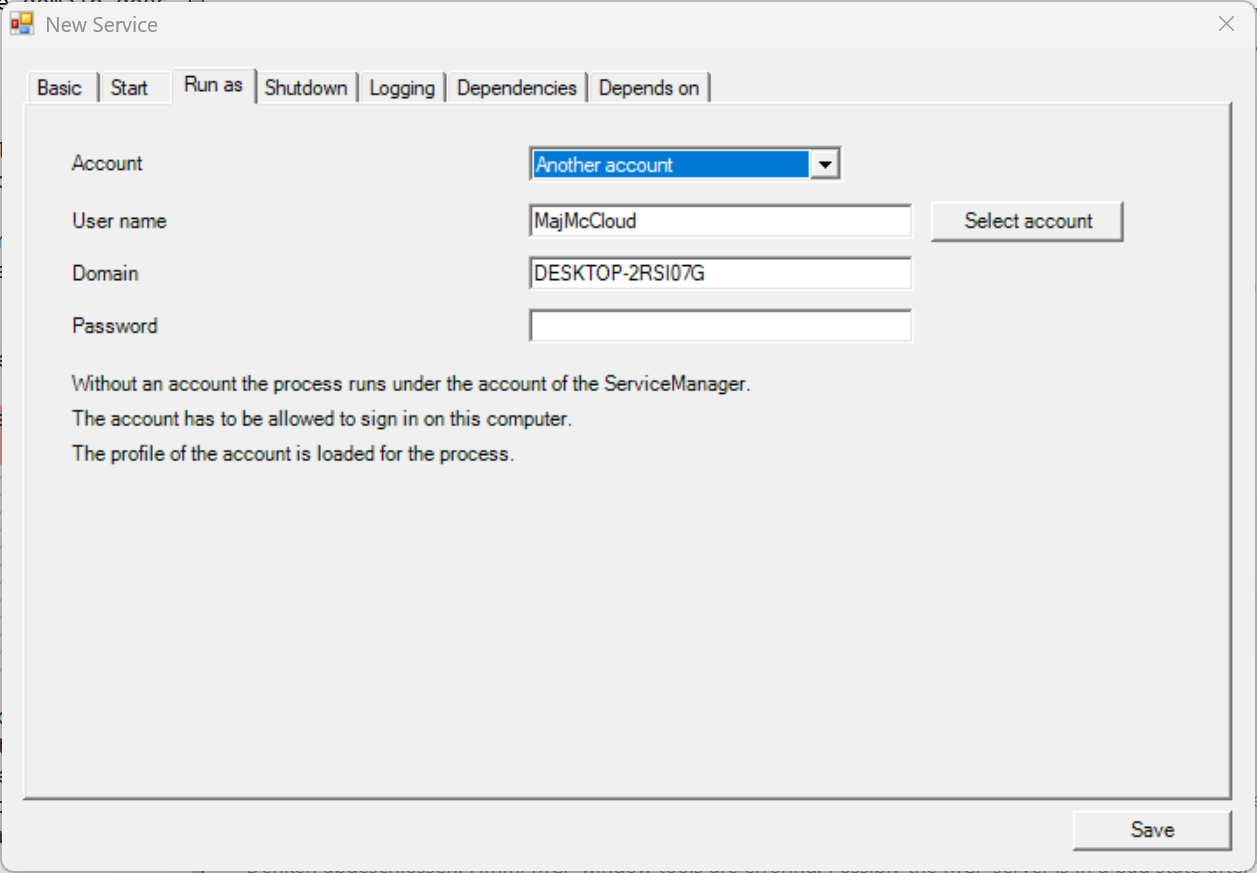 New Service
Basic Start Run as Shutdown Logging Dependencies Depends on
Account Another account
User name MajMcCloud Select account
Domain DESKTOP-2RSI07G
Password
Without an account the process runs under the account of the ServiceManager.
The account has to be allowed to sign in on this computer.
The profile of the account is loaded for the process.
Save